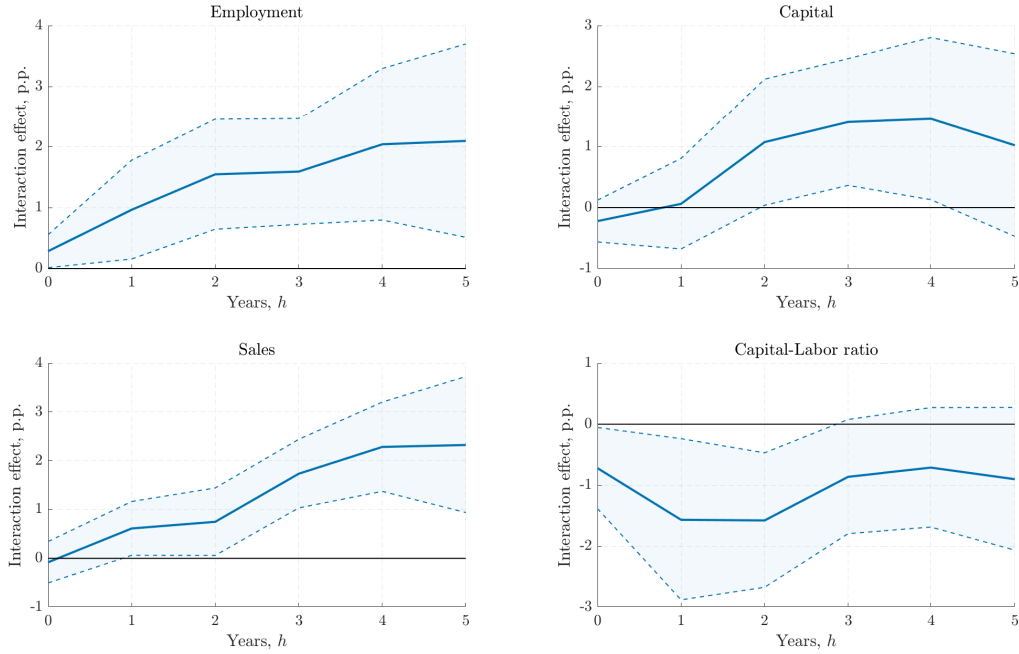 Employment
Interaction effect, p.p.
4
3
2
1
0
0 1 2 3 4 5
Years, h
Capital
Interaction effect, p.p.
3
2
1
0
-1
0 1 2 3 4 5
Years, h
Sales
Interaction effect, p.p.
4
3
2
1
0
-1
0 1 2 3 4 5
Years, h
Capital-Labor ratio
Interaction effect, p.p.
1
0
-1
-2
-3
0 1 2 3 4 5
Years, h